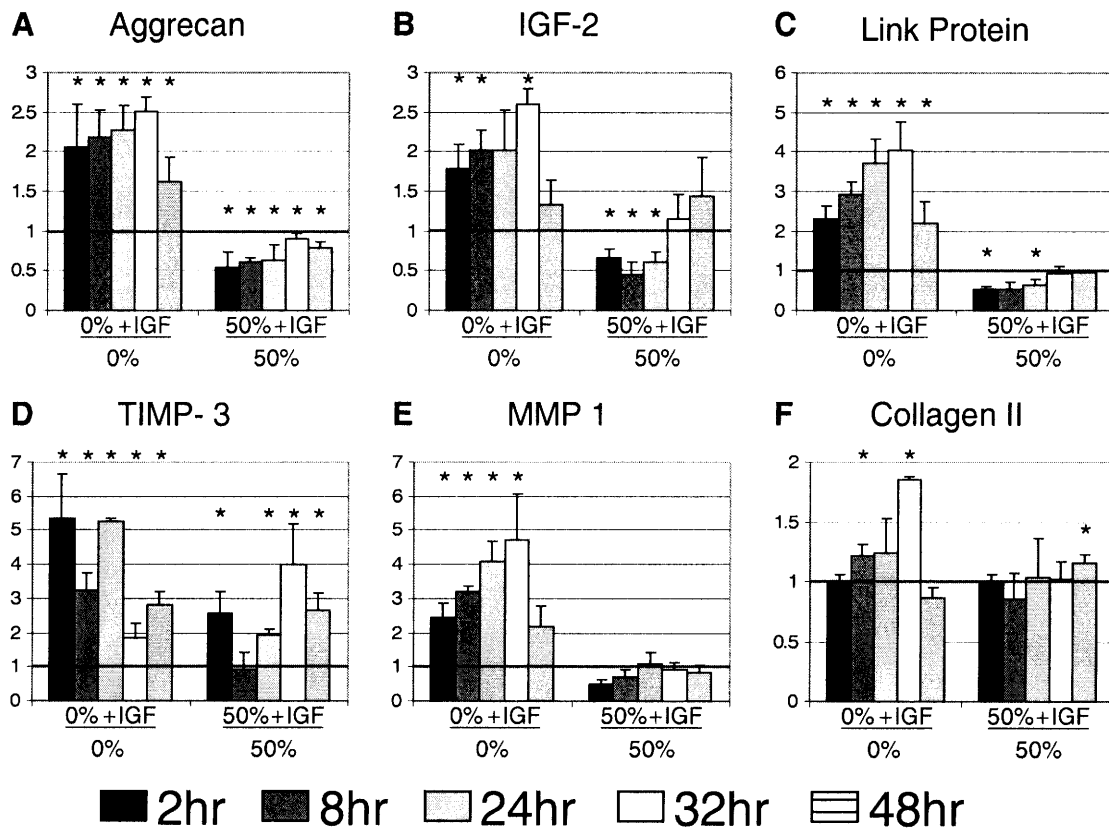 A Aggrecan
3
2.5
2
1.5
1
0.5
0
* * * * *
* * * * *
0% +IGF
0%
50%+IGF
50%
B IGF-2
3
2.5
2
1.5
1
0.5
0
* * *
* * *
0% +IGF
0%
50%+IGF
50%
C Link Protein
6
5
4
3
2
1
0
* * * * *
* *
0% +IGF
0%
50%+IGF
50%
D TIMP- 3
7
6
5
4
3
2
1
0
* * * * *
* * * *
0% +IGF
0%
50%+IGF
50%
E MMP 1
7
6
5
4
3
2
1
0
* * * *
0% +IGF
0%
50%+IGF
50%
F Collagen II
2
1.5
1
0.5
0
* *
*
0% +IGF
0%
50%+IGF
50%
2hr 8hr 24hr 32hr 48hr